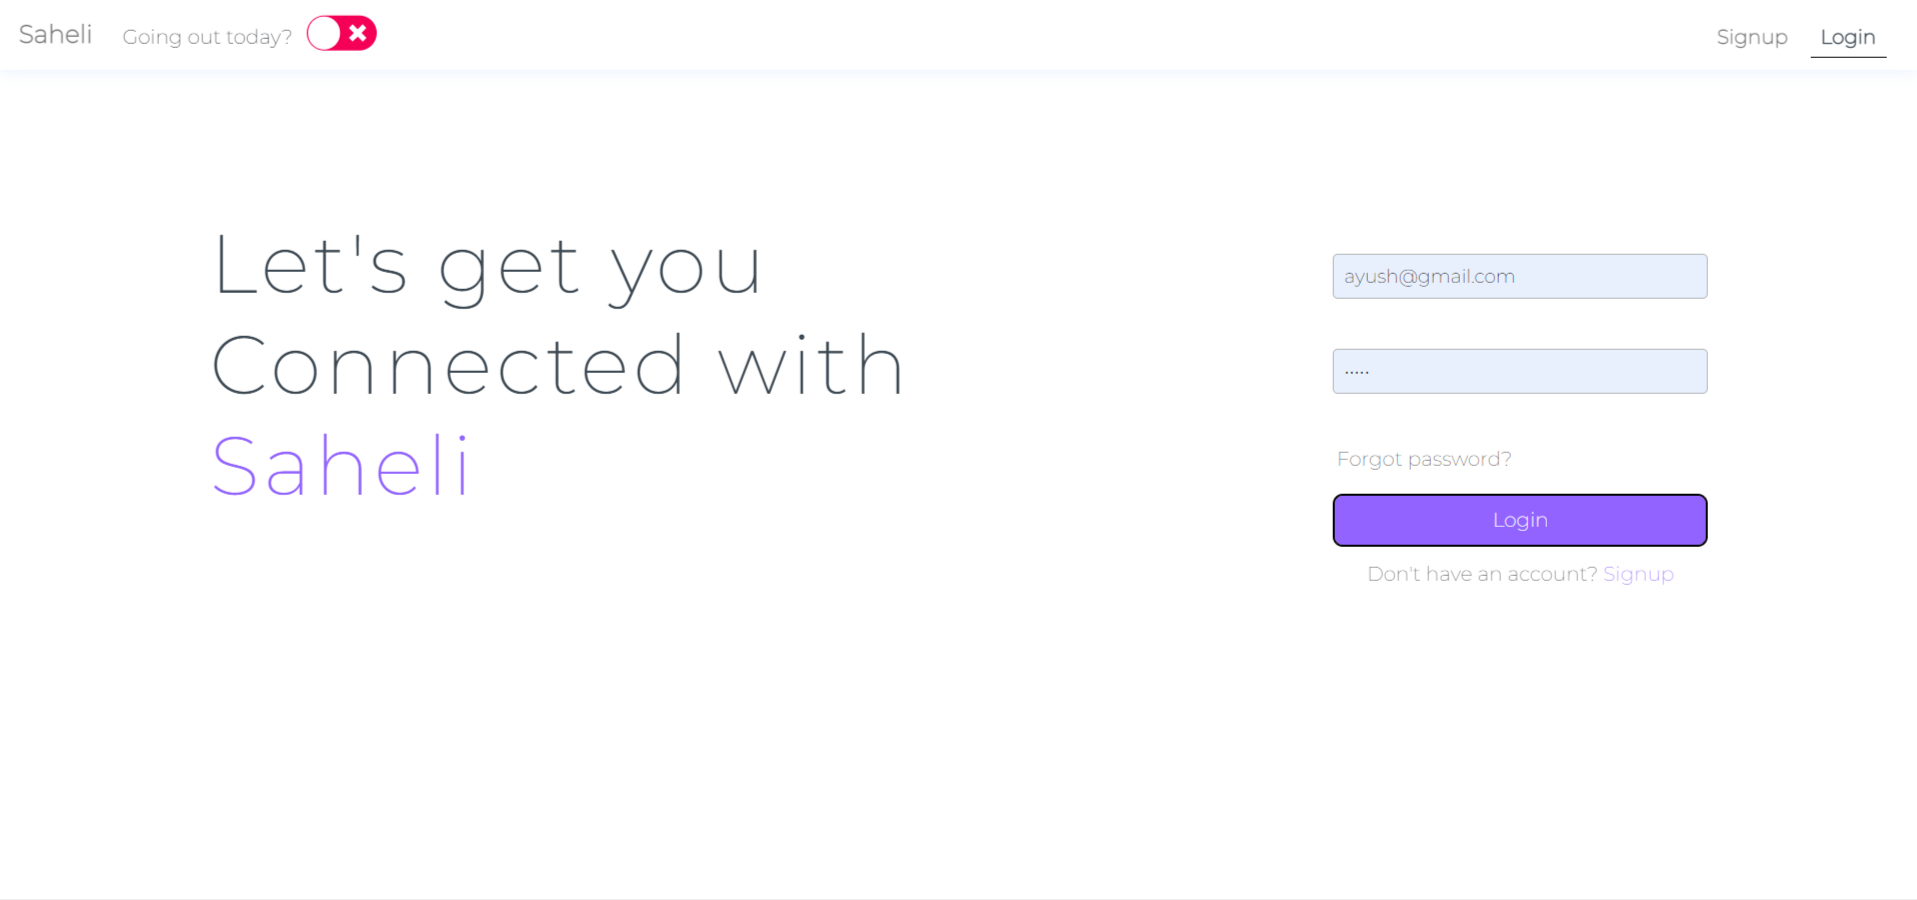 Saheli
Going out today?
Signup
Login
Let's get you
Connected with
Saheli
ayush@gmail.com
.....
Forgot password?
Login
Don't have an account? Signup